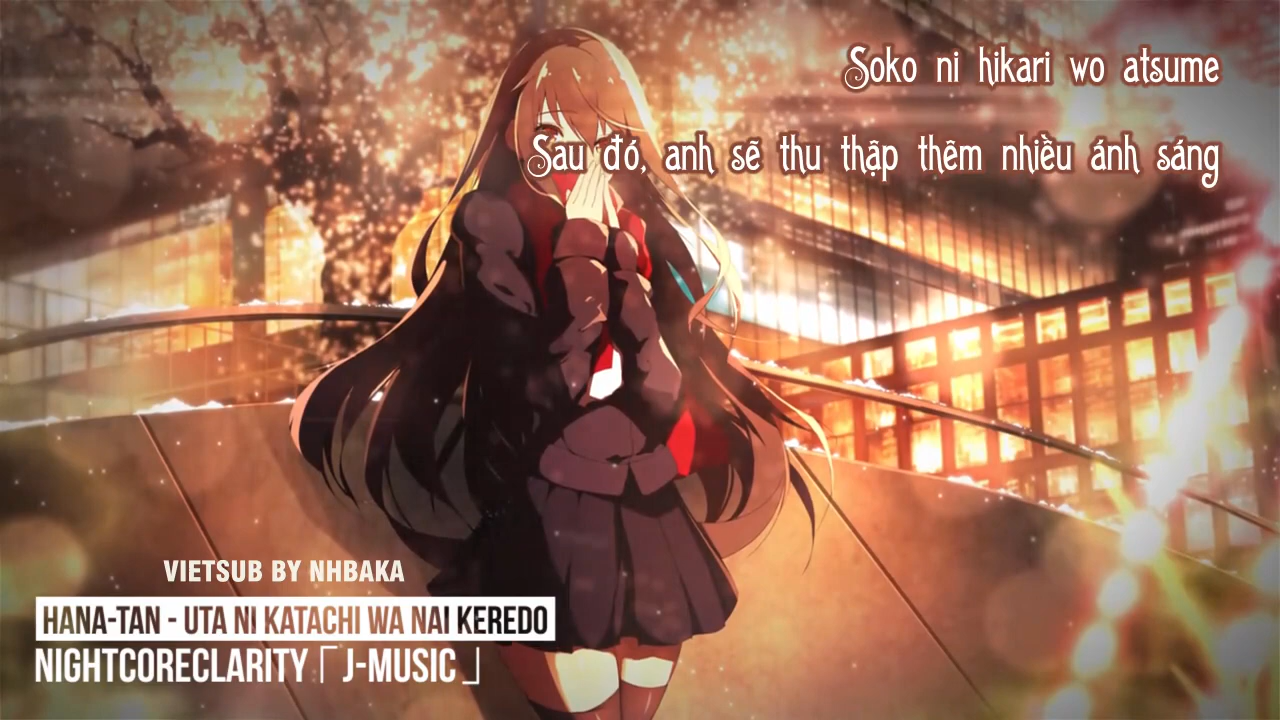 Soko ni hikari wo atsume
Sau đó, anh sẽ thu thập thêm nhiều ánh sáng
VIETSUB BY NHBAKA
HANA-TAN - UTA NI KATACHI WA NAI KEREDO
NIGHTCORECLARITY「 J-MUSIC 」